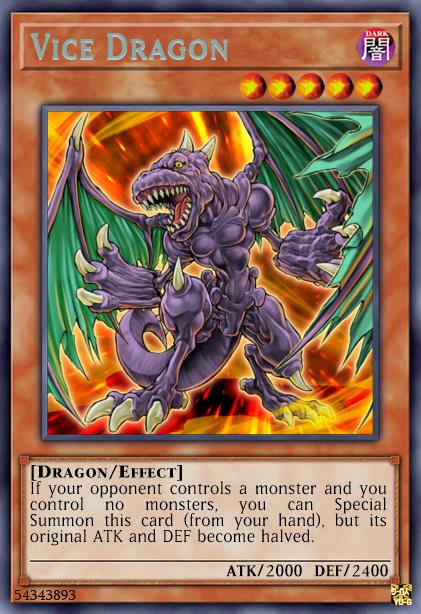 VICE DRAGON
DARK
闇
[DRAGON/EFFECT]
If your opponent controls a monster and you
control no monsters, you can Special
Summon this card (from your hand), but its
original ATK and DEF become halved.
ATK/2000 DEF/2400
54343893